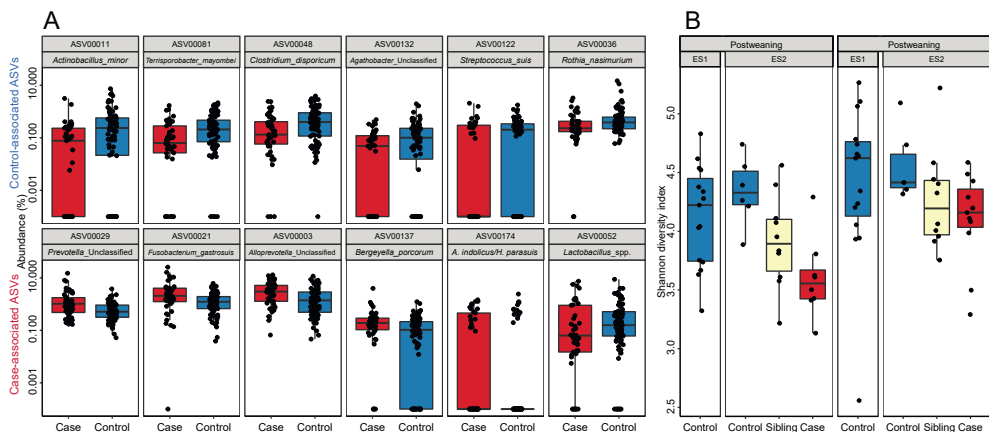 A
B
ASV00011 ASV00081 ASV00048 ASV00132 ASV00122 ASV00036
Actinobacillus_minor Terrisporobacter_mayombei Clostridium_disporicum Agathobacter_Unclassified Streptococcus_suis Rothia_nasimurium
Control-associated ASVs
Case-associated ASVs
Abundance (%)
10.000
0.100
0.001
ASV00029 ASV00021 ASV00003 ASV00137 ASV00174 ASV00052
Prevotella_Unclassified Fusobacterium_gastrosuis Alloprevotella_Unclassified Bergeyella_porcorum A. indolicus/H. parasuis Lactobacillus_spp.
10.000
0.100
0.001
Case Control Case Control Case Control Case Control Case Control Case Control
Postweaning Postweaning
ES1 ES2 ES1 ES2
Shannon diversity index
5.0
4.5
4.0
3.5
3.0
2.5
Control Control Sibling Case Control Control Sibling Case